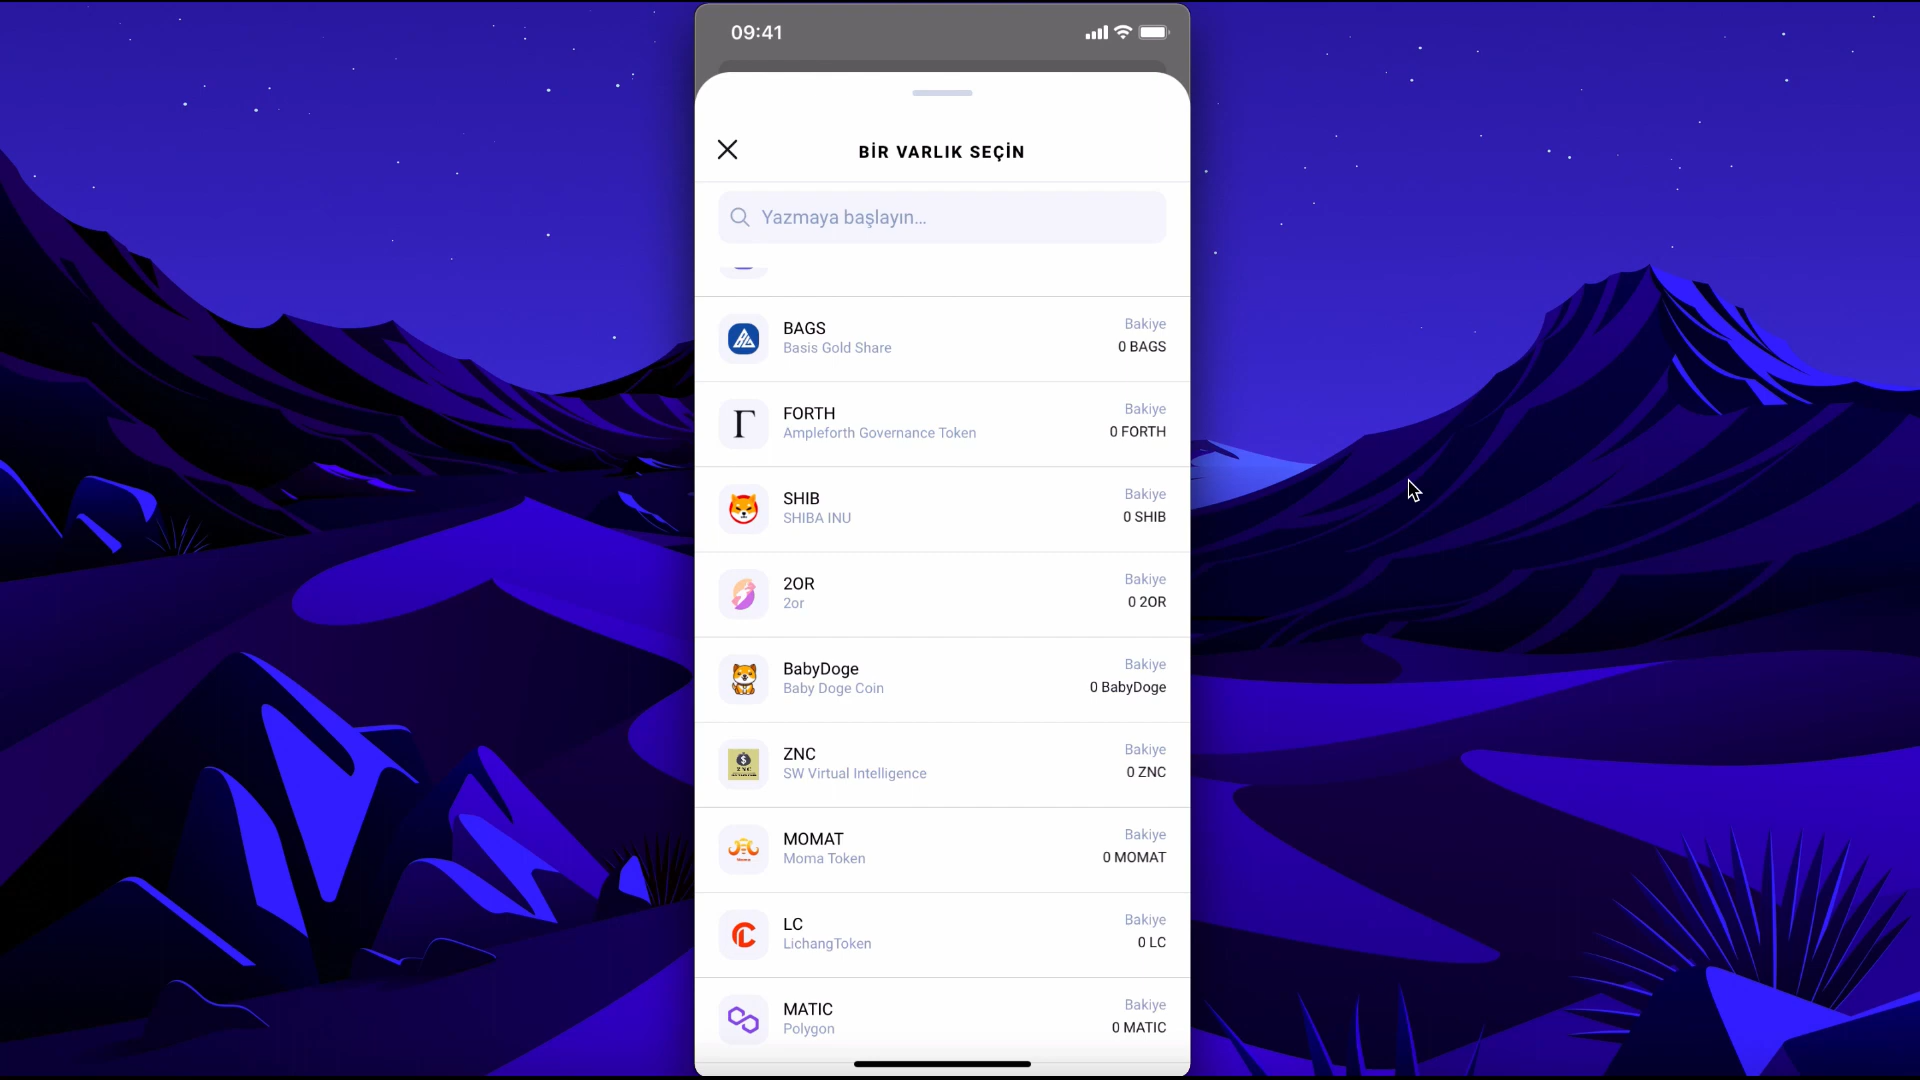 09:41
BİR VARLIK SEÇİN
Yazmaya başlayın...
BAGS
Basis Gold Share
Bakiye
0 BAGS
FORTH
Ampleforth Governance Token
Bakiye
0 FORTH
SHIB
SHIBA INU
Bakiye
0 SHIB
2OR
2or
Bakiye
0 2OR
BabyDoge
Baby Doge Coin
Bakiye
0 BabyDoge
ZNC
ZNC
SW Virtual Intelligence
Bakiye
0 ZNC
MOMAT
Moma Token
Bakiye
0 MOMAT
LC
LichangToken
Bakiye
0 LC
MATIC
Polygon
Bakiye
0 MATIC